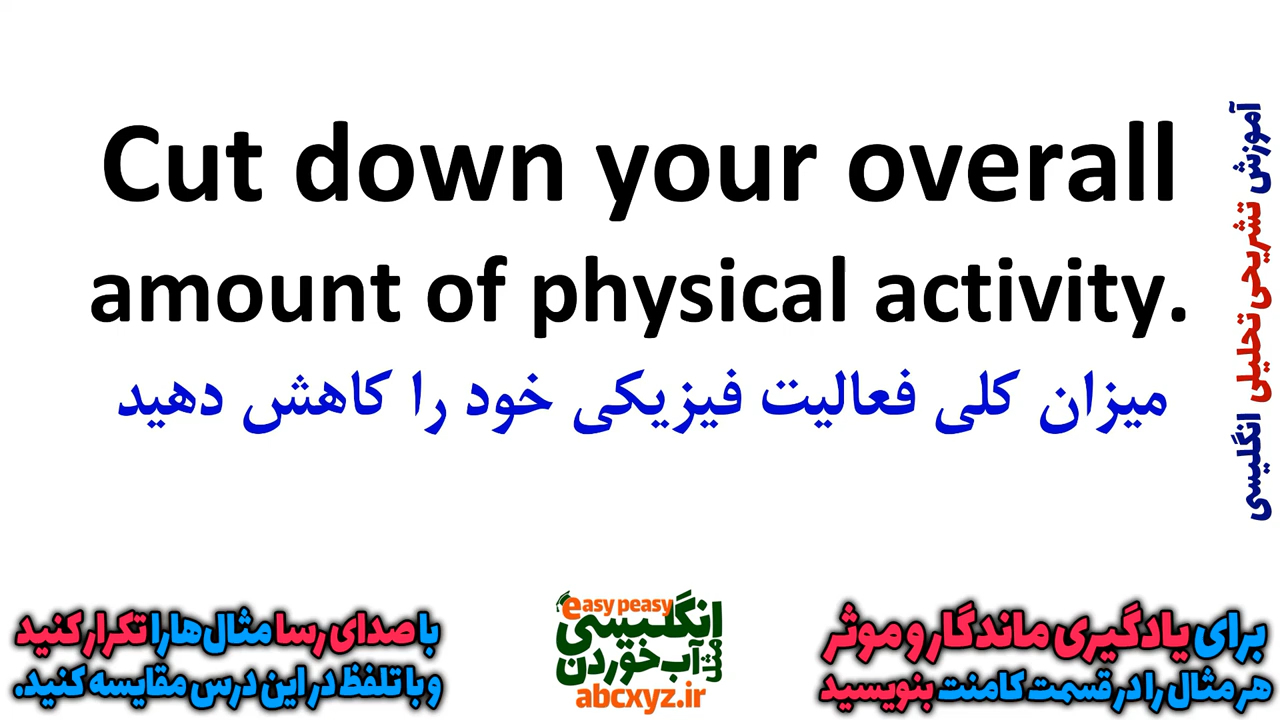 Cut down your overall
amount of physical activity.
میزان کلی فعالیت فیزیکی خود را کاهش دهید
آموزش تشریحی تحلیلی انگلیسی
برای یادگیری ماندگار و موثر
هر مثال را در قسمت کامنت بنویسید
easy peasy
انگلیسی
مثل آب خوردن
abcxyz.ir
با صدای رسا مثال‌ها را تکرار کنید
و با تلفظ در این درس مقایسه کنید.